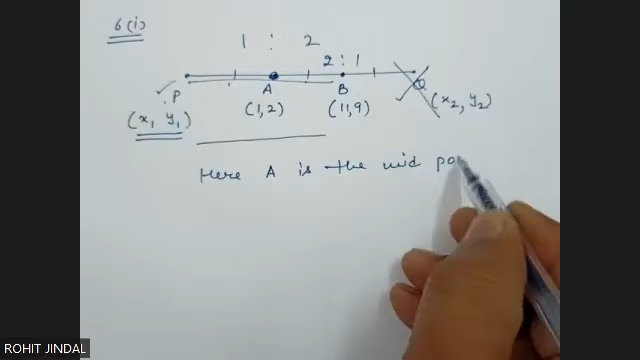 6(i)
1 : 2
2 : 1
P A B Q
(x₁, y₁) (1,2) (11,9) (x₂, y₂)
Here A is the mid po
ROHIT JINDAL